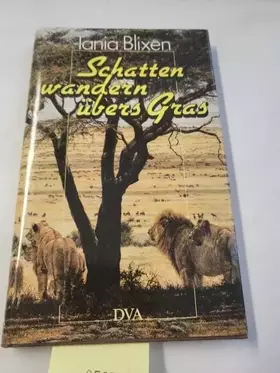 Tania Blixen
Schatten
wandern
übers Gras
DVA